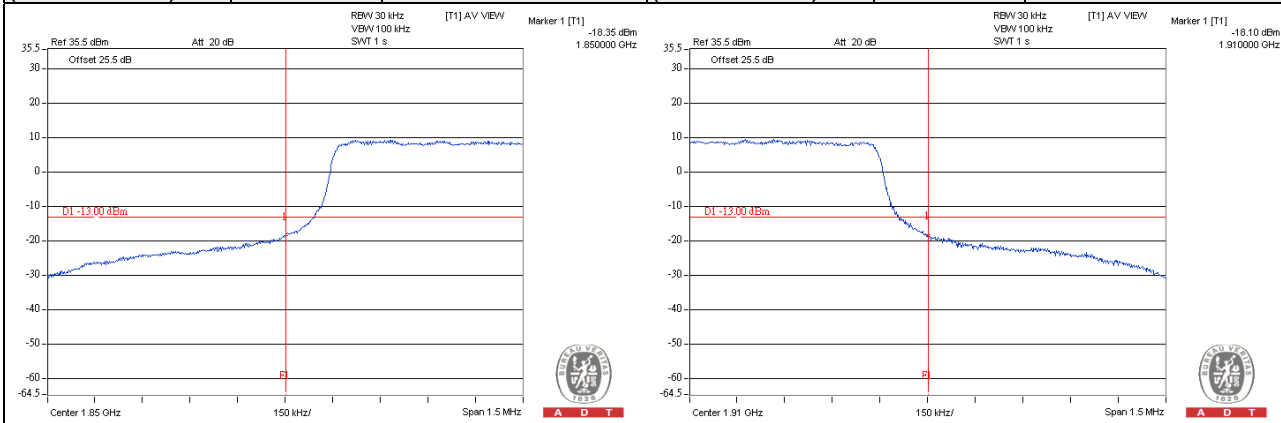 RBW 30 kHz [T1] AV VIEW
VBW 100 kHz
SWT 1 s
Marker 1 [T1]
-18.35 dBm
1.850000 GHz
Ref 35.5 dBm Att 20 dB
Offset 25.5 dB
35.5
30
20
10
0
-10
-20
-30
-40
-50
-60
-64.5
D1 -13.00 dBm
1
F1
Center 1.85 GHz 150 kHz/ Span 1.5 MHz
BUREAU VERITAS
1828
A D T
RBW 30 kHz [T1] AV VIEW
VBW 100 kHz
SWT 1 s
Marker 1 [T1]
-18.10 dBm
1.910000 GHz
Ref 35.5 dBm Att 20 dB
Offset 25.5 dB
35.5
30
20
10
0
-10
-20
-30
-40
-50
-60
-64.5
D1 -13.00 dBm
1
F1
Center 1.91 GHz 150 kHz/ Span 1.5 MHz
BUREAU VERITAS
1828
A D T